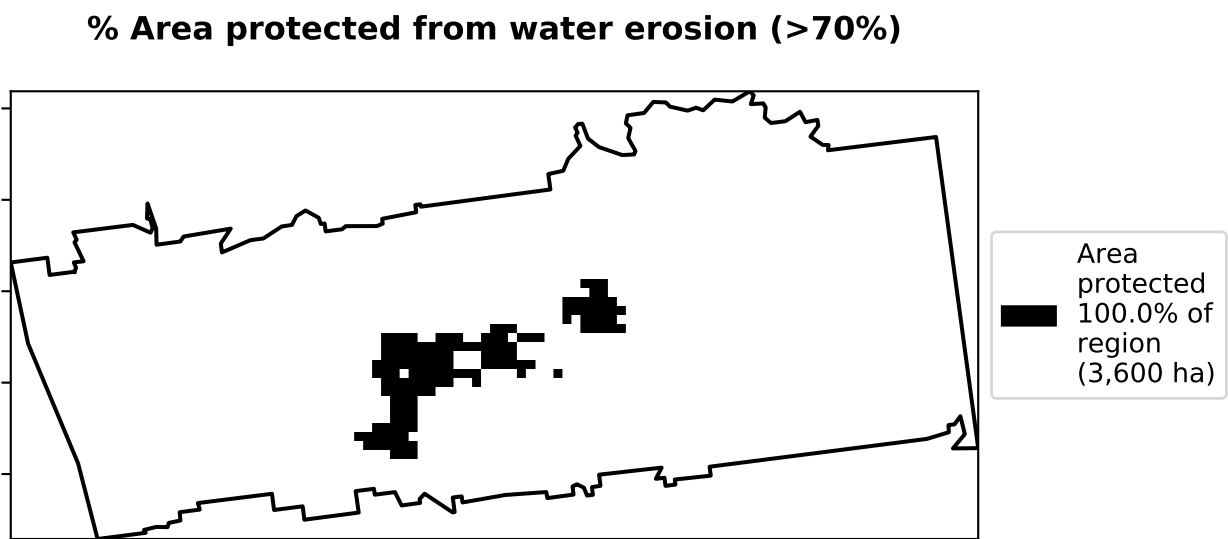 % Area protected from water erosion (>70%)
Area
protected
100.0% of
region
(3,600 ha)